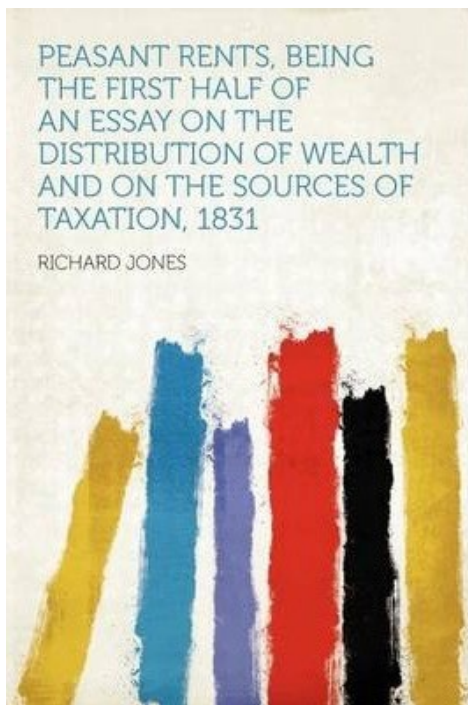 PEASANT RENTS, BEING
THE FIRST HALF OF
AN ESSAY ON THE
DISTRIBUTION OF WEALTH
AND ON THE SOURCES OF
TAXATION, 1831
RICHARD JONES